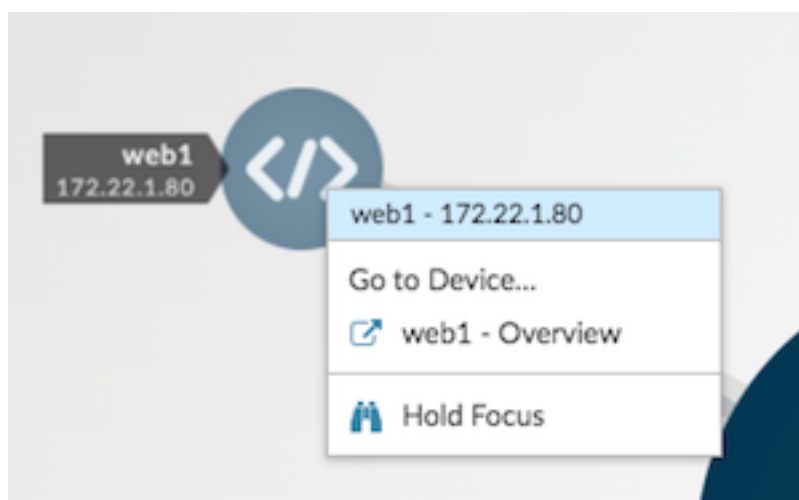 web1
172.22.1.80
</>
web1 - 172.22.1.80
Go to Device...
web1 - Overview
Hold Focus